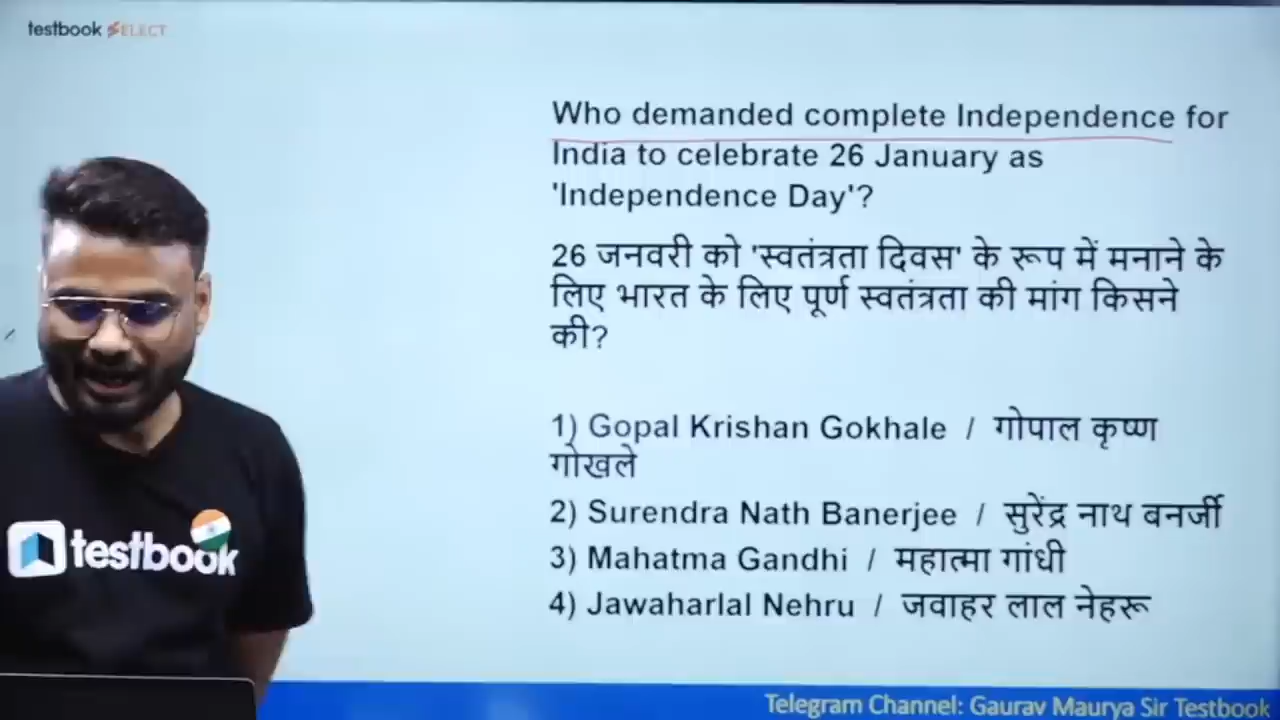 testbook SELECT
Who demanded complete Independence for
India to celebrate 26 January as
'Independence Day'?
26 जनवरी को 'स्वतंत्रता दिवस' के रूप में मनाने के
लिए भारत के लिए पूर्ण स्वतंत्रता की मांग किसने
की?
1) Gopal Krishan Gokhale / गोपाल कृष्ण
गोखले
2) Surendra Nath Banerjee / सुरेंद्र नाथ बनर्जी
3) Mahatma Gandhi / महात्मा गांधी
4) Jawaharlal Nehru / जवाहर लाल नेहरू
testbook
Telegram Channel: Gaurav Maurya Sir Testbook